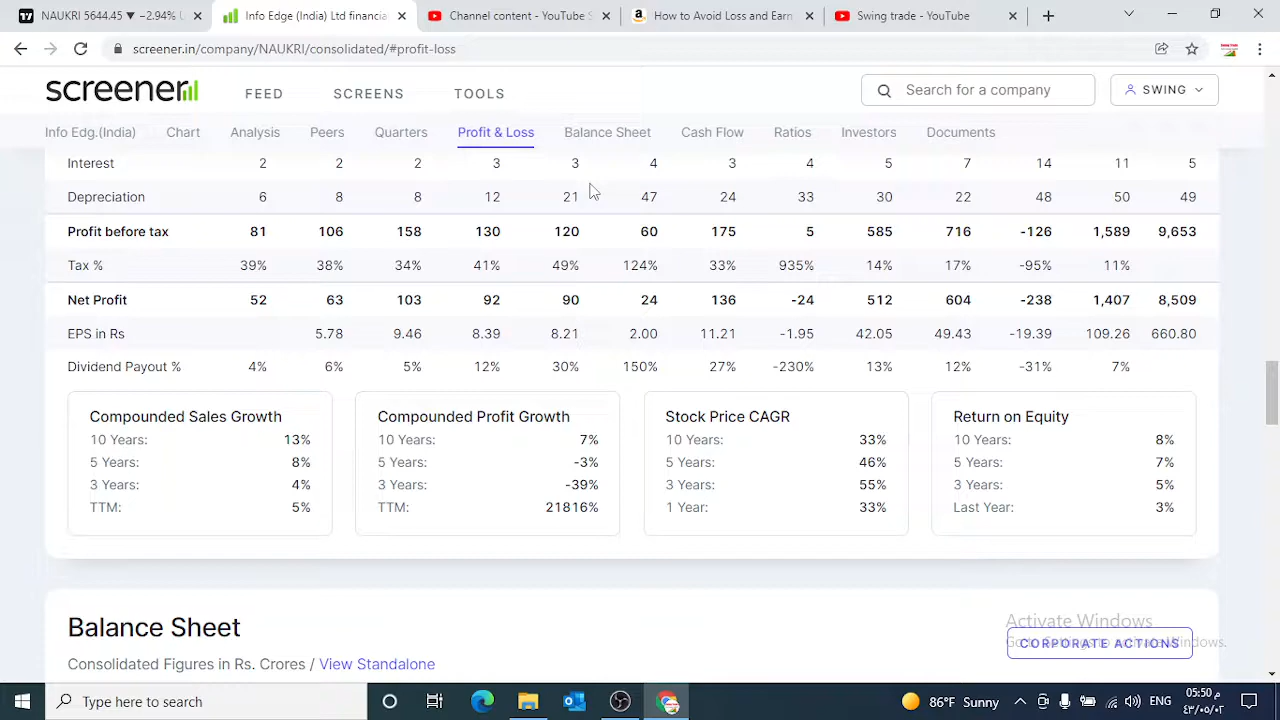 NAUKRI 5644.45 ▼ −2.94% U
Info Edge (India) Ltd financia
Channel content - YouTube S
How to Avoid Loss and Earn
Swing trade - YouTube
screener.in/company/NAUKRI/consolidated/#profit-loss
screener
FEED SCREENS TOOLS
Search for a company
SWING
Info Edg.(India) Chart Analysis Peers Quarters Profit & Loss Balance Sheet Cash Flow Ratios Investors Documents
Interest 2 2 2 3 3 4 3 4 5 7 14 11 5
Depreciation 6 8 8 12 21 47 24 33 30 22 48 50 49
Profit before tax 81 106 158 130 120 60 175 5 585 716 -126 1,589 9,653
Tax % 39% 38% 34% 41% 49% 124% 33% 935% 14% 17% -95% 11%
Net Profit 52 63 103 92 90 24 136 -24 512 604 -238 1,407 8,509
EPS in Rs 5.78 9.46 8.39 8.21 2.00 11.21 -1.95 42.05 49.43 -19.39 109.26 660.80
Dividend Payout % 4% 6% 5% 12% 30% 150% 27% -230% 13% 12% -31% 7%
Compounded Sales Growth
10 Years: 13%
5 Years: 8%
3 Years: 4%
TTM: 5%
Compounded Profit Growth
10 Years: 7%
5 Years: -3%
3 Years: -39%
TTM: 21816%
Stock Price CAGR
10 Years: 33%
5 Years: 46%
3 Years: 55%
1 Year: 33%
Return on Equity
10 Years: 8%
5 Years: 7%
3 Years: 5%
Last Year: 3%
Balance Sheet
Consolidated Figures in Rs. Crores / View Standalone
Activate Windows
Go to Settings to activate Windows.
CORPORATE ACTIONS
Type here to search
86°F Sunny
ENG
05:50 م